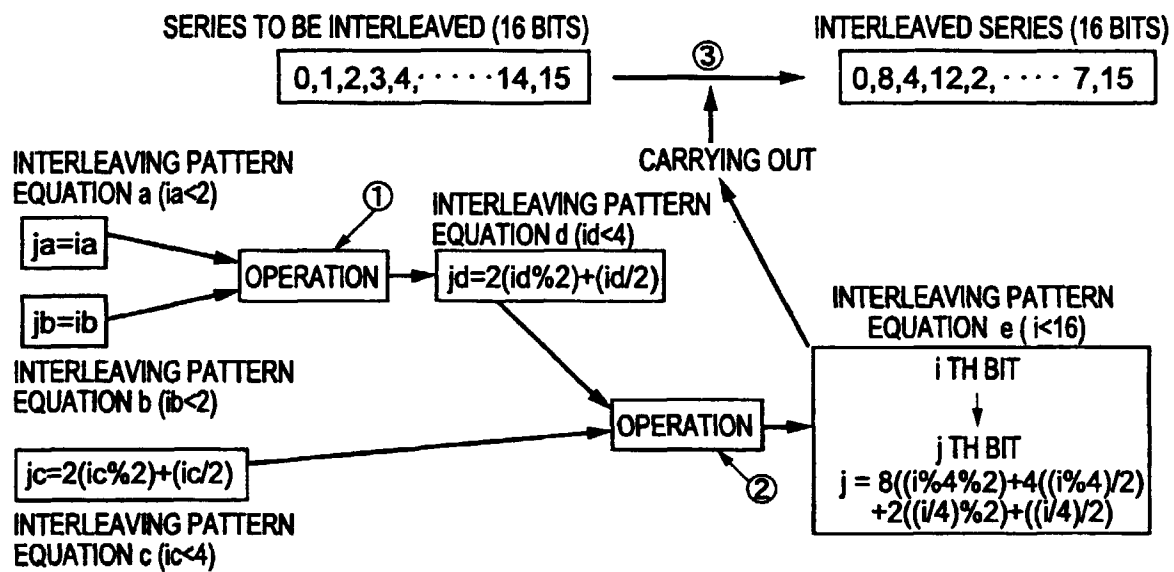 SERIES TO BE INTERLEAVED (16 BITS)
INTERLEAVED SERIES (16 BITS)
0,1,2,3,4,·····14,15
③
0,8,4,12,2,···· 7,15
CARRYING OUT
INTERLEAVING PATTERN
EQUATION a (ia<2)
ja=ia
①
OPERATION
INTERLEAVING PATTERN
EQUATION d (id<4)
jd=2(id%2)+(id/2)
jb=ib
INTERLEAVING PATTERN
EQUATION b (ib<2)
INTERLEAVING PATTERN
EQUATION e ( i<16)
i TH BIT
j TH BIT
j = 8((i%4%2)+4((i%4)/2)
+2((i/4)%2)+((i/4)/2)
OPERATION
②
jc=2(ic%2)+(ic/2)
INTERLEAVING PATTERN
EQUATION c (ic<4)